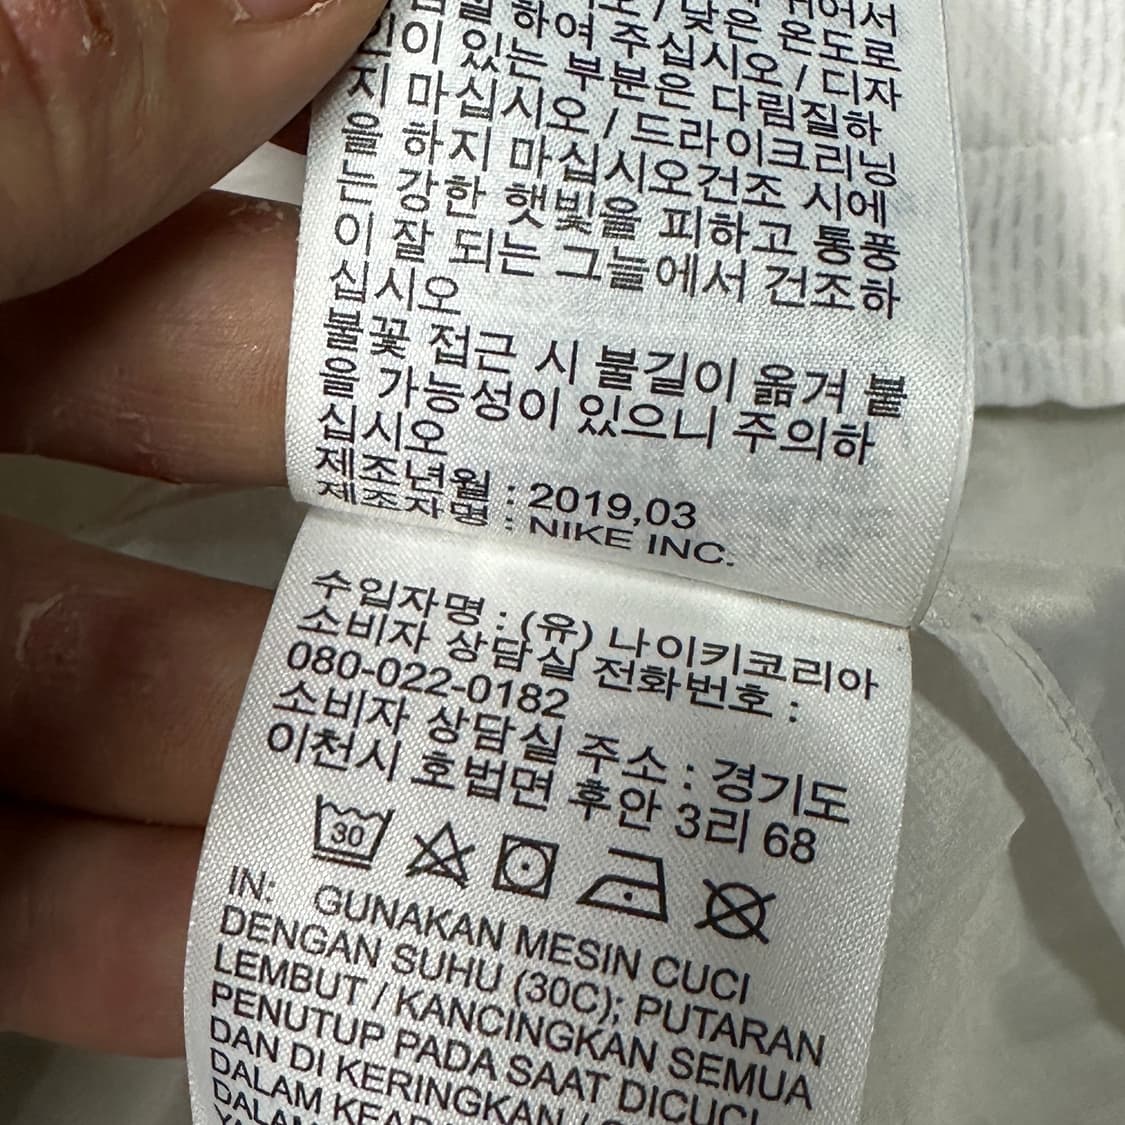 / 낮은 온도로
하여 주십시오 / 디자
인이 있는 부분은 다림질하
지 마십시오 / 드라이크리닝
을 하지 마십시오건조 시에
는 강한 햇빛을 피하고 통풍
이 잘 되는 그늘에서 건조하
십시오
불꽃 접근 시 불길이 옮겨 붙
을 가능성이 있으니 주의하
십시오
제조년월 : 2019,03
제조자명 : NIKE INC.
수입자명 : (유) 나이키코리아
소비자 상담실 전화번호 :
080-022-0182
소비자 상담실 주소 : 경기도
이천시 호법면 후안 3리 68
30
IN: GUNAKAN MESIN CUCI
DENGAN SUHU (30C); PUTARAN
LEMBUT / KANCINGKAN SEMUA
PENUTUP PADA SAAT DICUCI
DAN DI KERINGKAN /
DALAM
DALAM